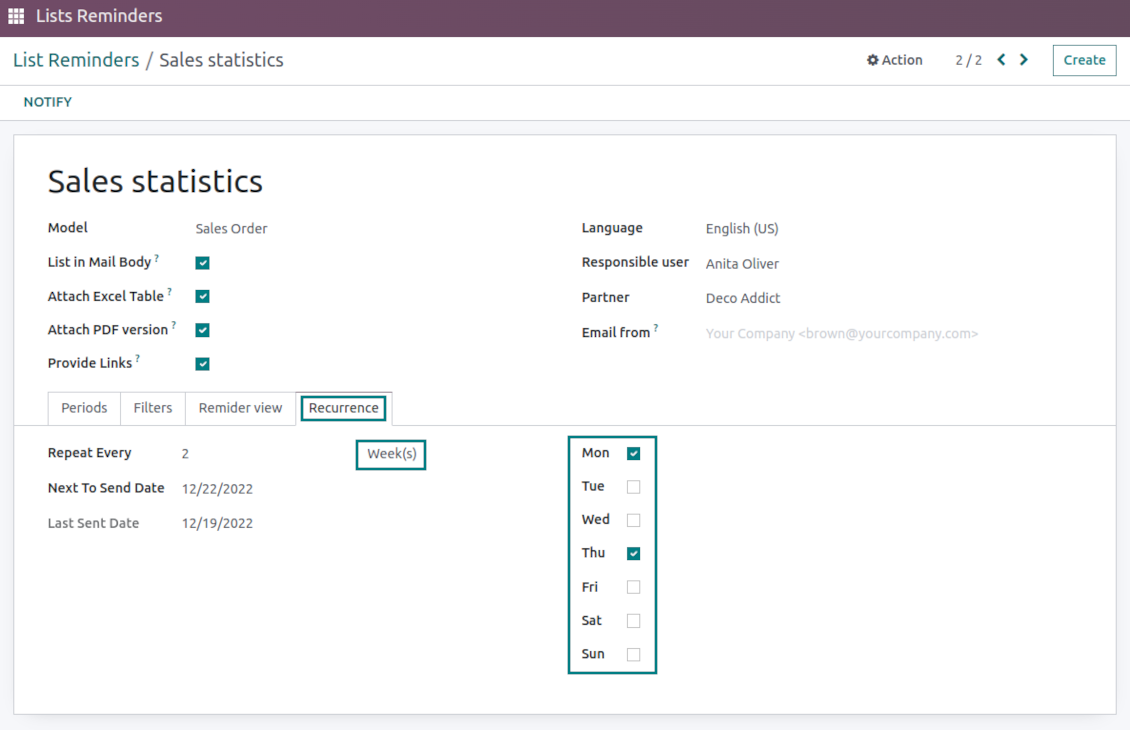 Lists Reminders
List Reminders / Sales statistics
Action
2 / 2
Create
NOTIFY
Sales statistics
Model Sales Order
List in Mail Body ?
Attach Excel Table ?
Attach PDF version ?
Provide Links ?
Language English (US)
Responsible user Anita Oliver
Partner Deco Addict
Email from ? Your Company <brown@yourcompany.com>
Periods Filters Remider view Recurrence
Repeat Every 2 Week(s)
Next To Send Date 12/22/2022
Last Sent Date 12/19/2022
Mon
Tue
Wed
Thu
Fri
Sat
Sun